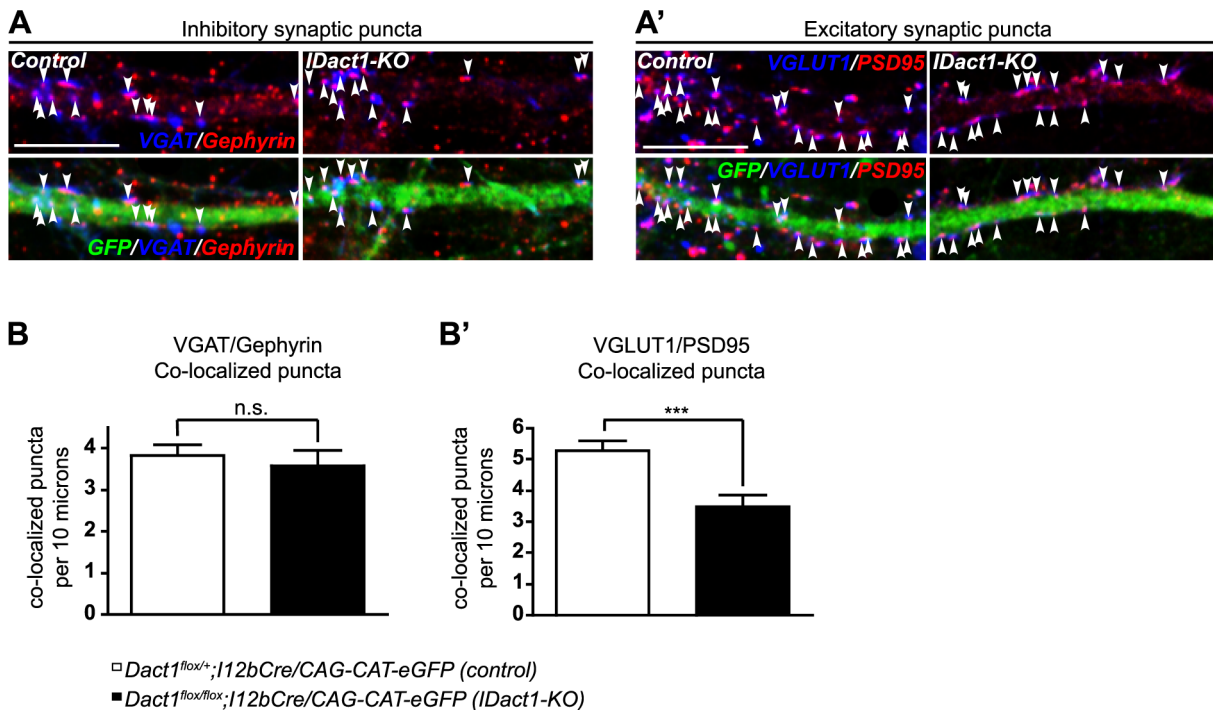 A
Inhibitory synaptic puncta
Control
IDact1-KO
VGAT/Gephyrin
GFP/VGAT/Gephyrin
A’
Excitatory synaptic puncta
Control
VGLUT1/PSD95
IDact1-KO
GFP/VGLUT1/PSD95
B
VGAT/Gephyrin
Co-localized puncta
n.s.
co-localized puncta
per 10 microns
4
3
2
1
0
B’
VGLUT1/PSD95
Co-localized puncta
***
co-localized puncta
per 10 microns
6
5
4
3
2
1
0
Dact1flox/+;I12bCre/CAG-CAT-eGFP (control)
Dact1flox/flox;I12bCre/CAG-CAT-eGFP (IDact1-KO)